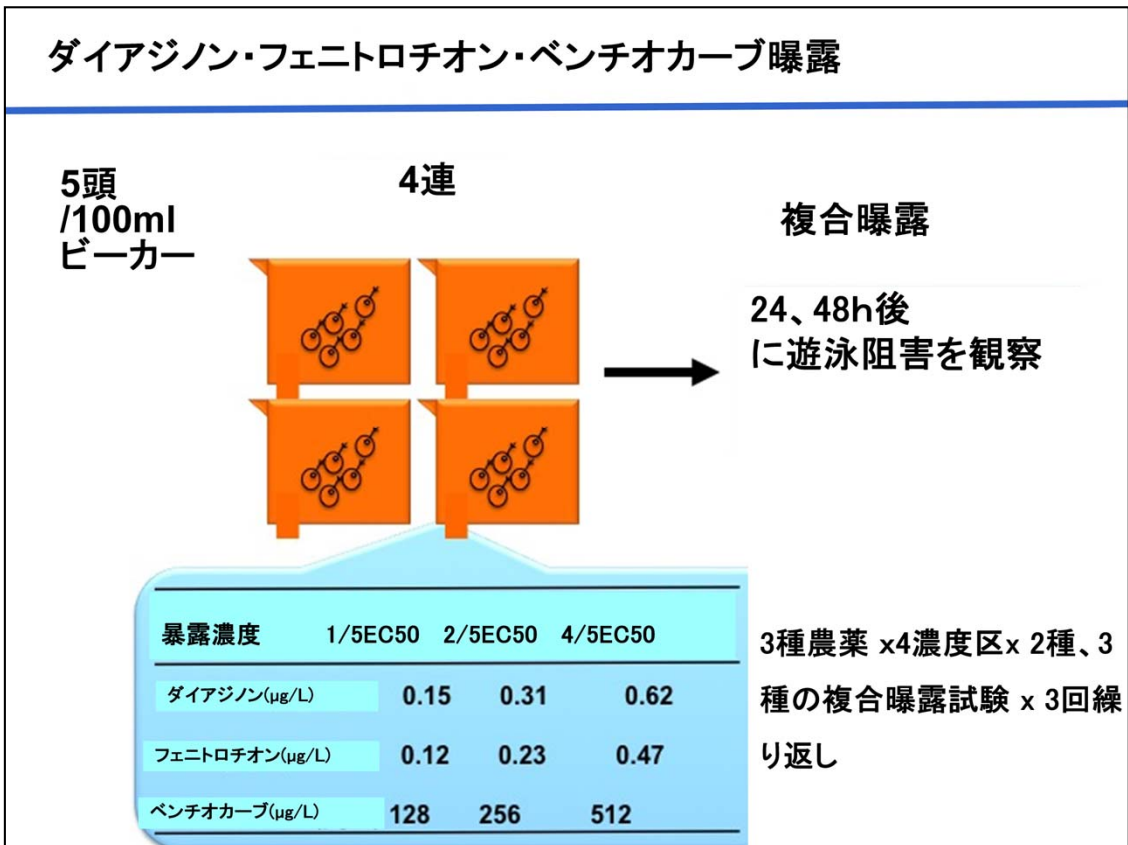 ダイアジノン・フェニトロチオン・ベンチオカーブ曝露
5頭
/100ml
ビーカー
4連
複合曝露
24、48h後
に遊泳阻害を観察
暴露濃度 1/5EC50 2/5EC50 4/5EC50
ダイアジノン(μg/L) 0.15 0.31 0.62
フェニトロチオン(μg/L) 0.12 0.23 0.47
ベンチオカーブ(μg/L) 128 256 512
3種農薬 x4濃度区x 2種、3
種の複合曝露試験 x 3回繰
り返し